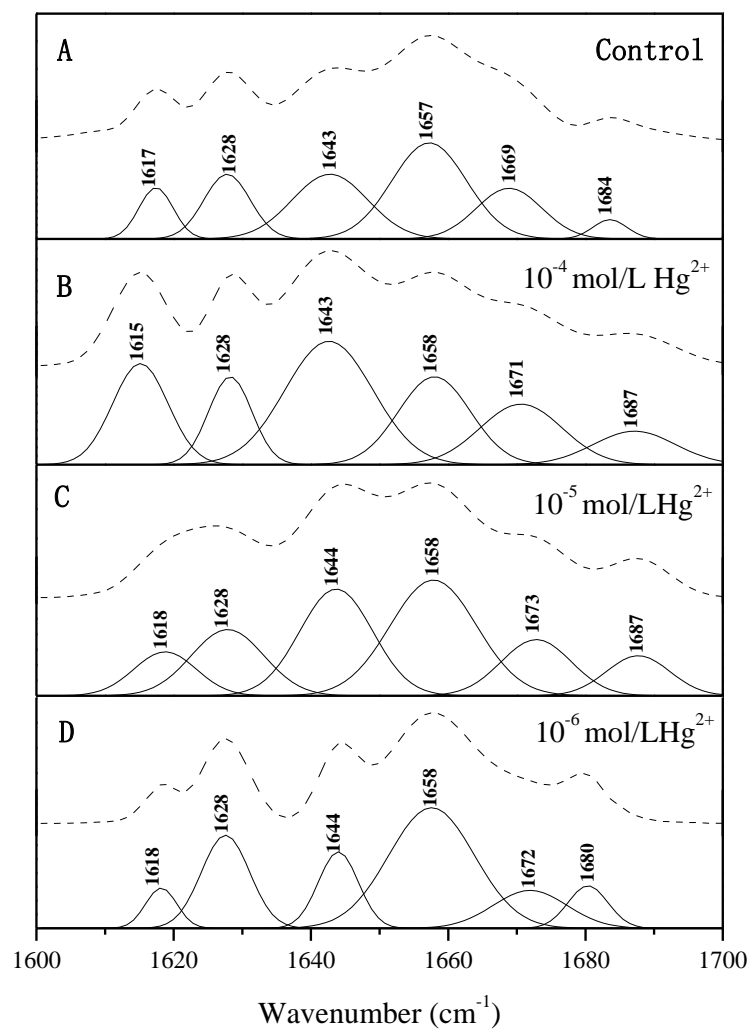 A Control
1617 1628 1643 1657 1669 1684
B 10⁻⁴ mol/L Hg²⁺
1615 1628 1643 1658 1671 1687
C 10⁻⁵ mol/LHg²⁺
1618 1628 1644 1658 1673 1687
D 10⁻⁶ mol/LHg²⁺
1618 1628 1644 1658 1672 1680
1600 1620 1640 1660 1680 1700
Wavenumber (cm⁻¹)